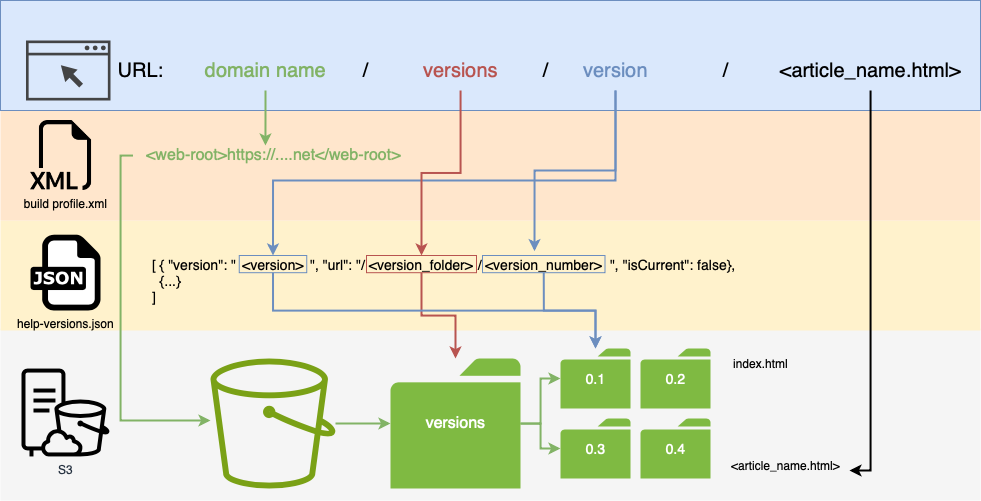 URL: domain name / versions / version / <article_name.html>
XML
<web-root>https://....net</web-root>
build profile.xml
[ { "version": " <version> ", "url": "/ <version_folder> / <version_number> ", "isCurrent": false},
{...}
]
JSON
help-versions.json
index.html
0.1 0.2
versions
0.3 0.4
<article_name.html>
S3